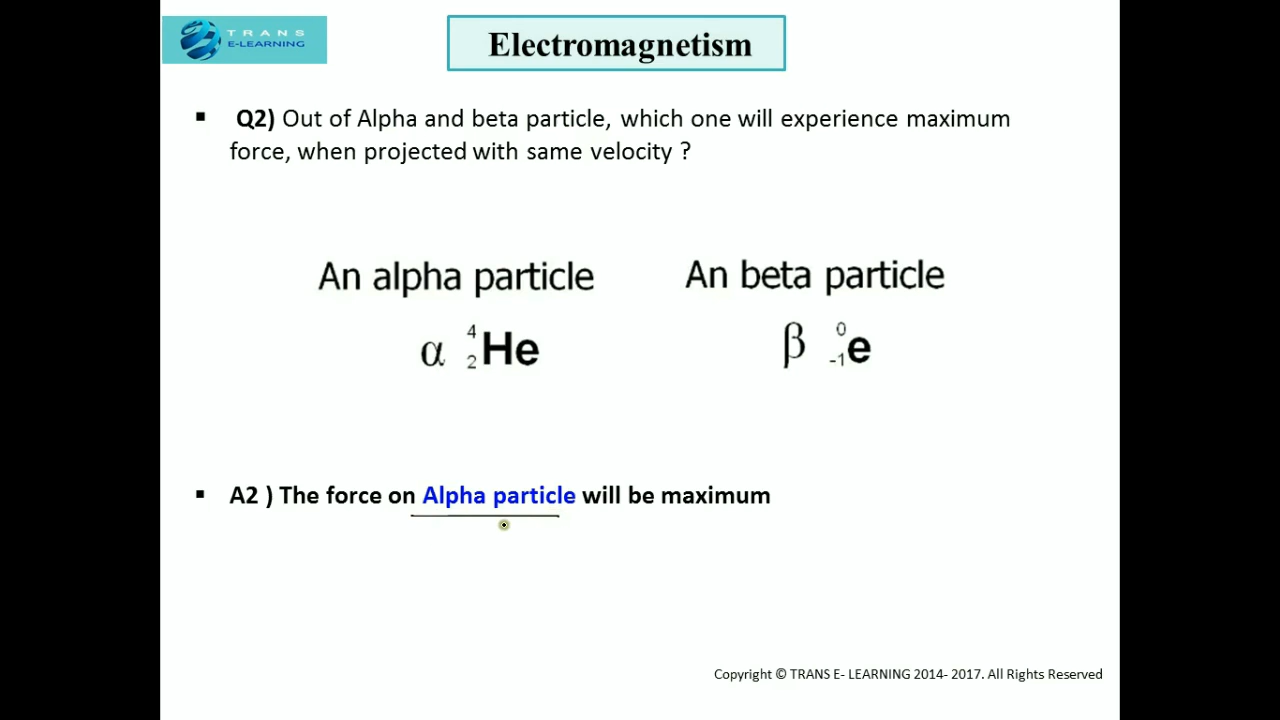 TRANS
E-LEARNING
Electromagnetism
▪ Q2) Out of Alpha and beta particle, which one will experience maximum
force, when projected with same velocity ?
An alpha particle
An beta particle
α ⁴₂He
β ⁰₋₁e
▪ A2 ) The force on Alpha particle will be maximum
Copyright © TRANS E- LEARNING 2014- 2017. All Rights Reserved